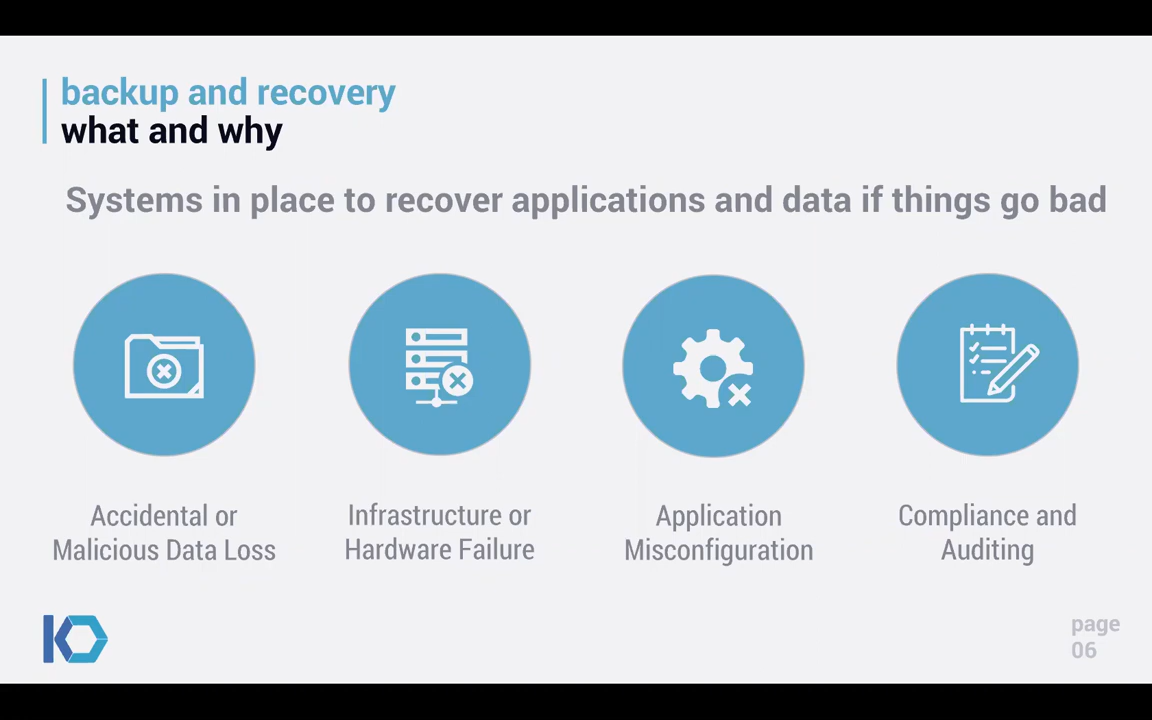 backup and recovery
what and why
Systems in place to recover applications and data if things go bad
Accidental or
Malicious Data Loss
Infrastructure or
Hardware Failure
Application
Misconfiguration
Compliance and
Auditing
page
06